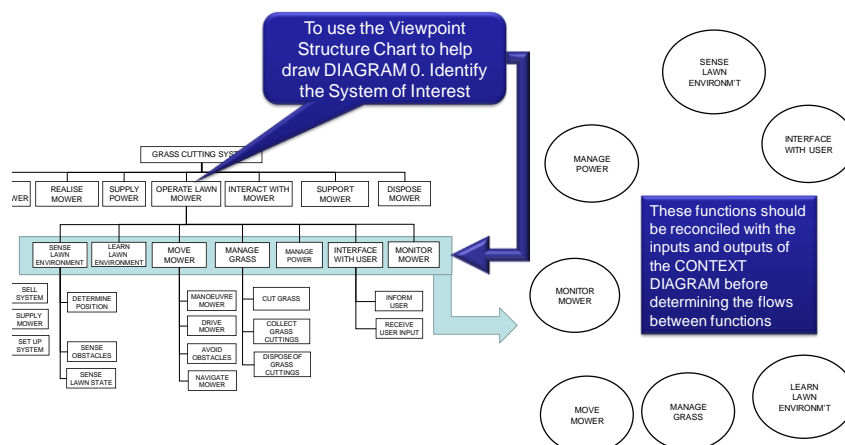 To use the Viewpoint
Structure Chart to help
draw DIAGRAM 0. Identify
the System of Interest
GRASS CUTTING SYSTEM
WER
REALISE
MOWER
SUPPLY
POWER
OPERATE LAWN
MOWER
INTERACT WITH
MOWER
SUPPORT
MOWER
DISPOSE
MOWER
SENSE
LAWN
ENVIRONMENT
LEARN
LAWN
ENVIRONMENT
MOVE
MOWER
MANAGE
GRASS
MANAGE
POWER
INTERFACE
WITH USER
MONITOR
MOWER
SELL
SYSTEM
SUPPLY
MOWER
SET UP
SYSTEM
DETERMINE
POSITION
SENSE
OBSTACLES
SENSE
LAWN STATE
MANOEUVRE
MOWER
DRIVE
MOWER
AVOID
OBSTACLES
NAVIGATE
MOWER
CUT GRASS
COLLECT
GRASS
CUTTINGS
DISPOSE OF
GRASS
CUTTINGS
INFORM
USER
RECEIVE
USER INPUT
SENSE
LAWN
ENVIRONM'T
INTERFACE
WITH USER
MANAGE
POWER
These functions should
be reconciled with the
inputs and outputs of
the CONTEXT
DIAGRAM before
determining the flows
between functions
MONITOR
MOWER
MOVE
MOWER
MANAGE
GRASS
LEARN
LAWN
ENVIRONM'T